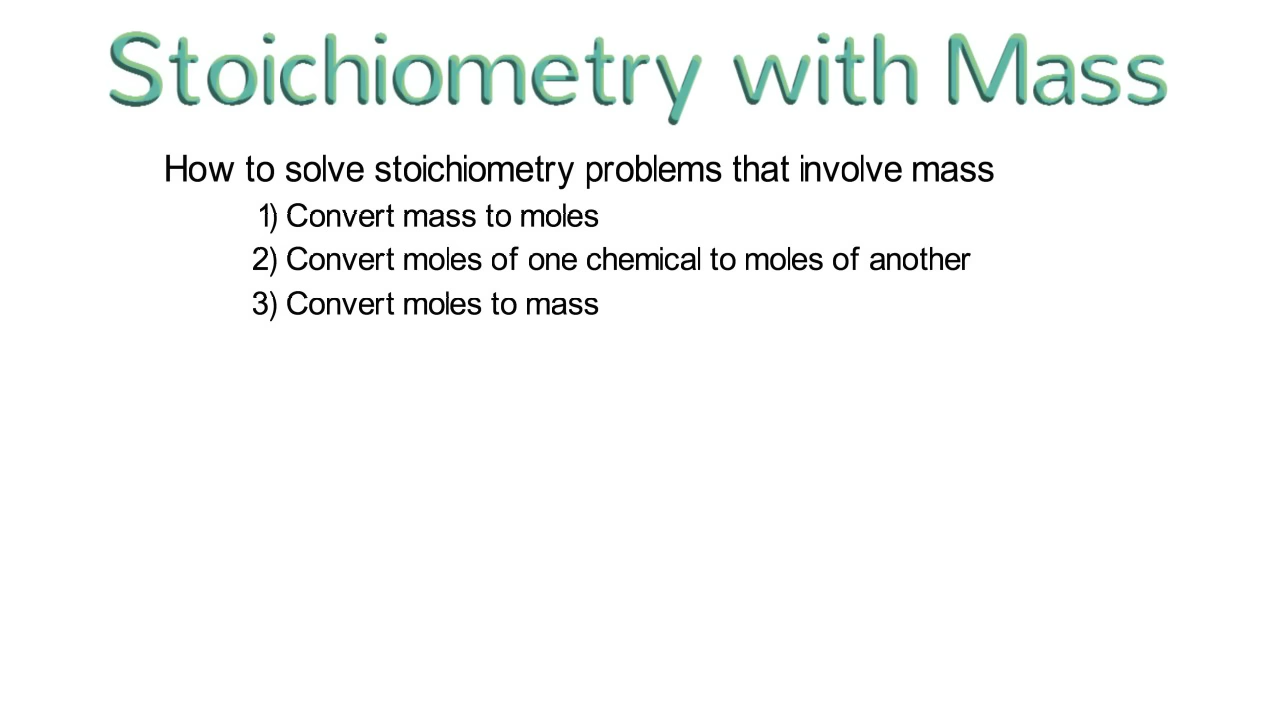 Stoichiometry with Mass
How to solve stoichiometry problems that involve mass
1) Convert mass to moles
2) Convert moles of one chemical to moles of another
3) Convert moles to mass